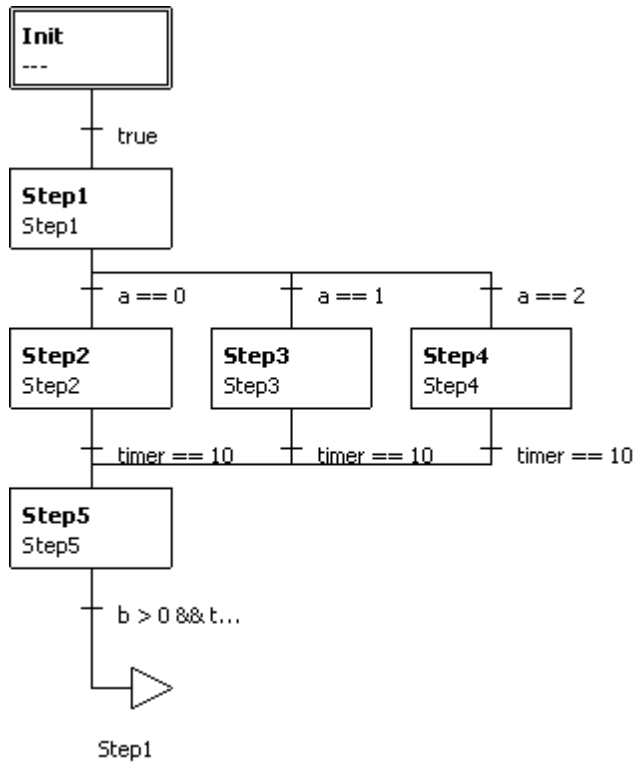 Init
---
true
Step1
Step1
a == 0
a == 1
a == 2
Step2
Step2
Step3
Step3
Step4
Step4
timer == 10
timer == 10
timer == 10
Step5
Step5
b > 0 && t...
Step1